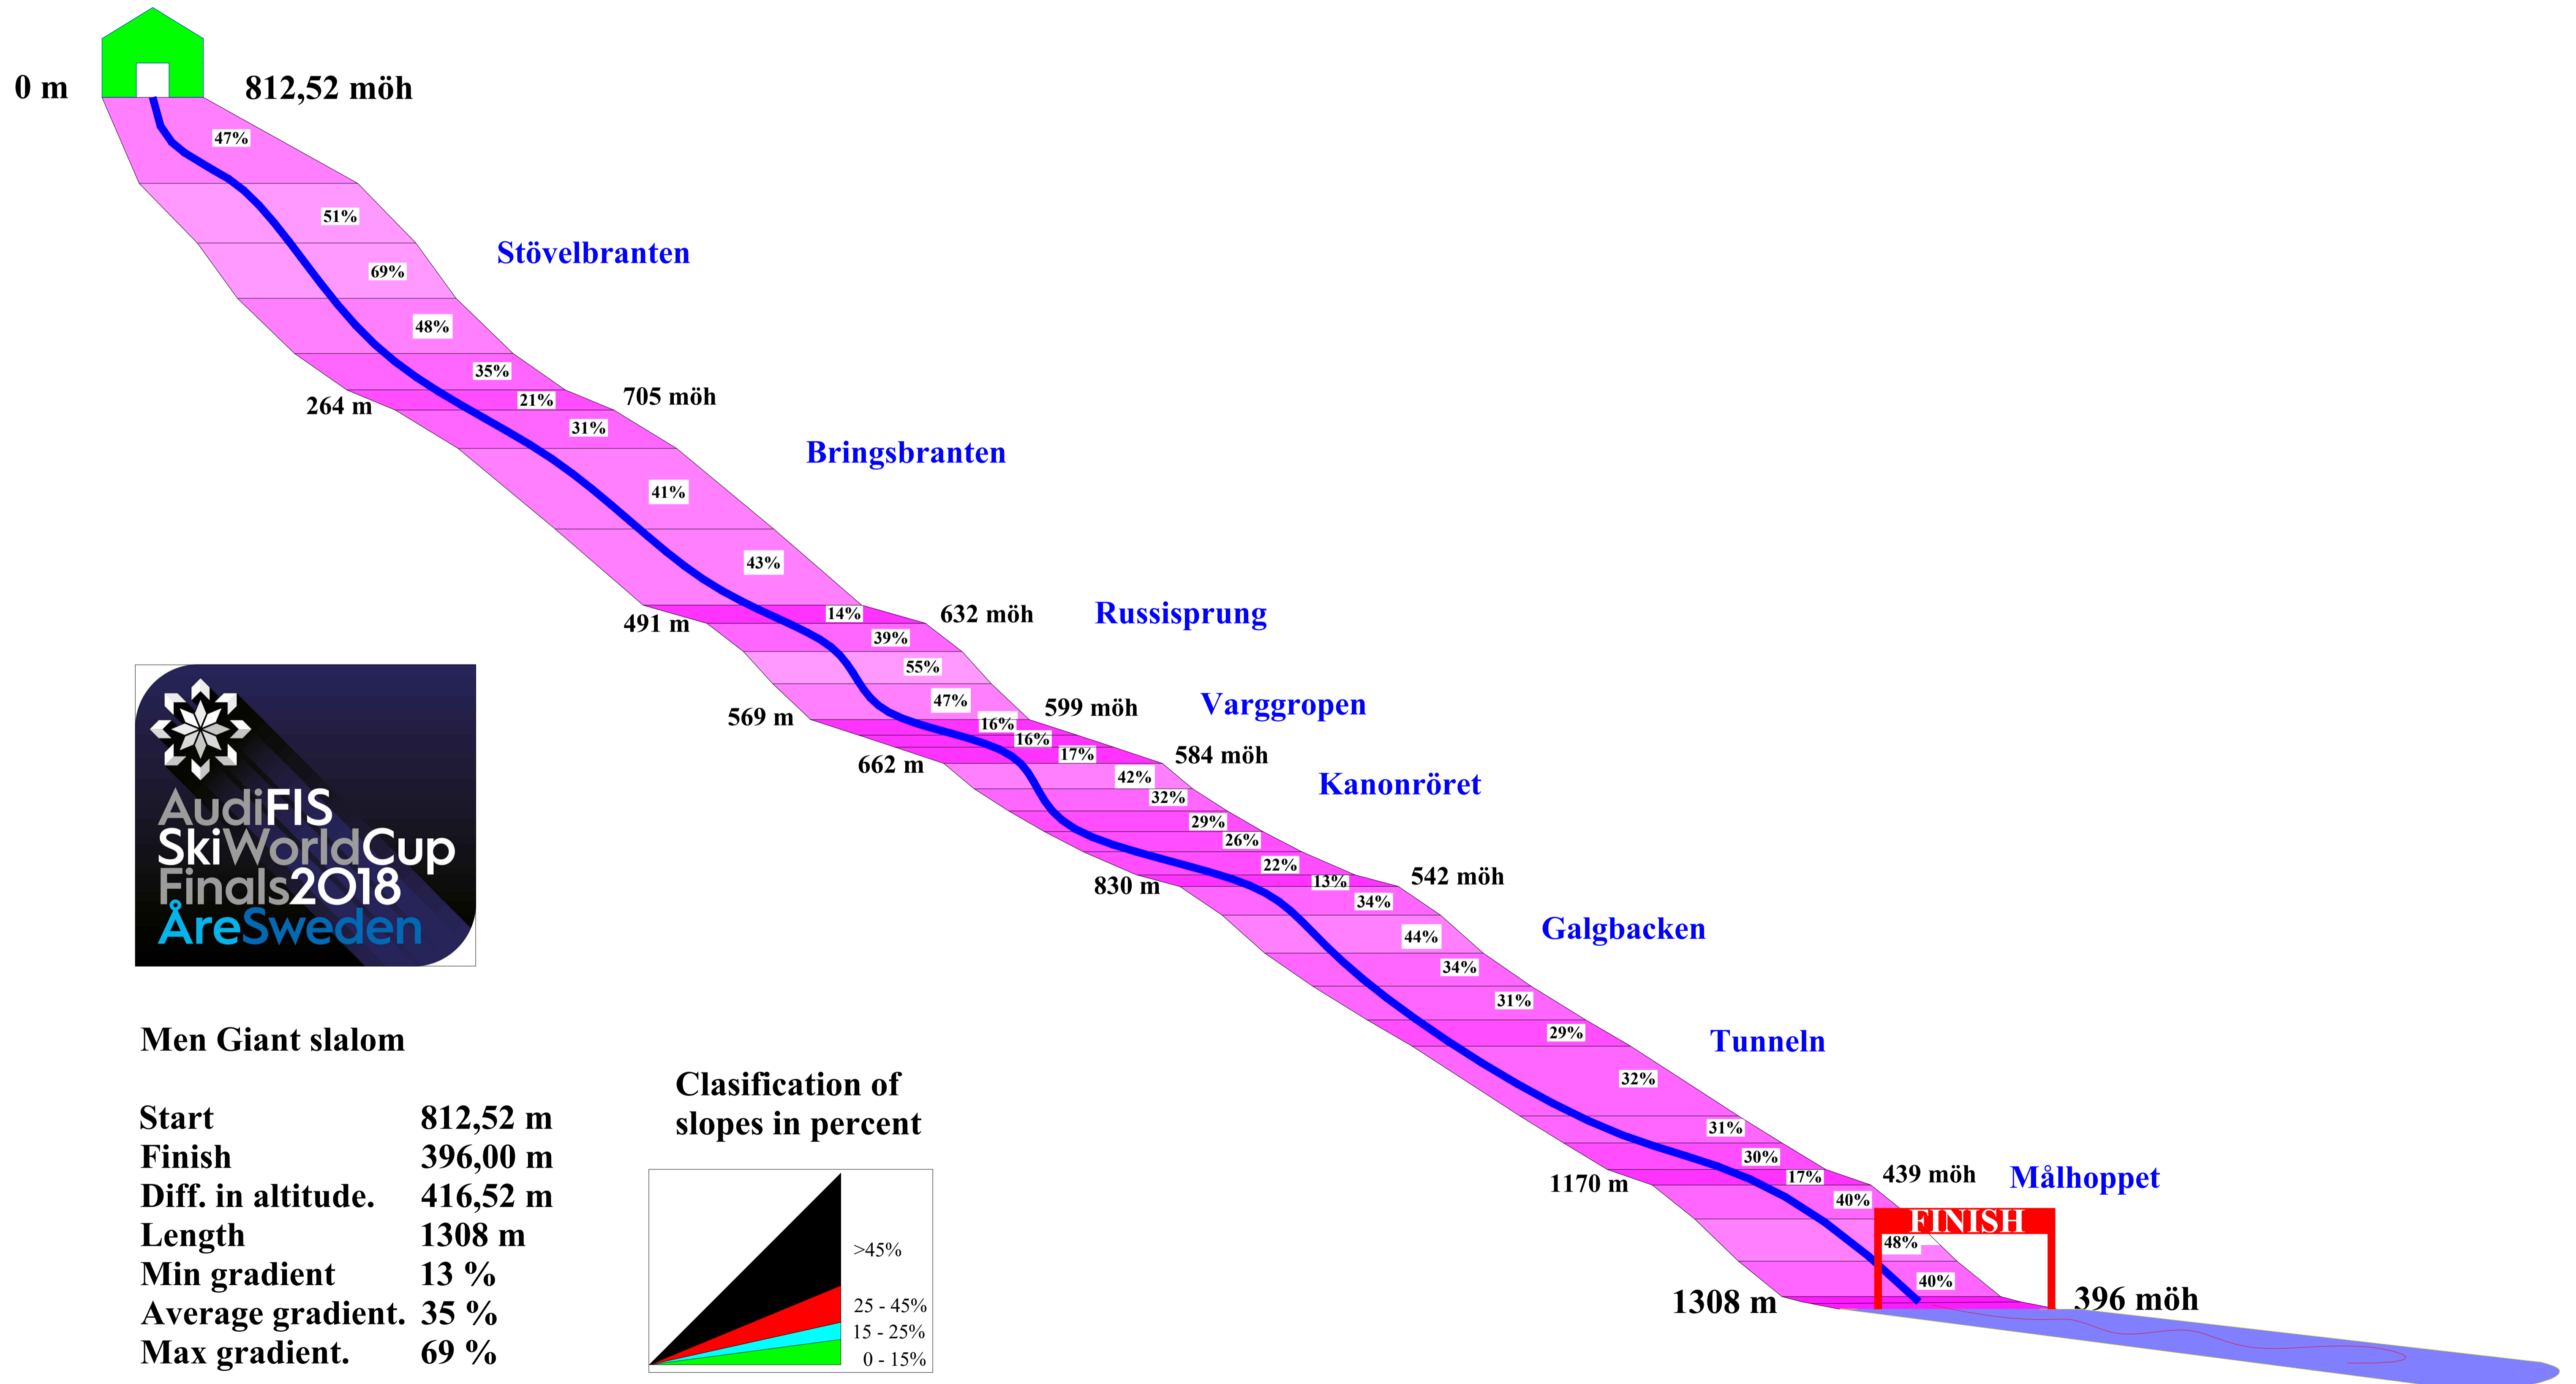 0 m
812,52 möh
47%
51%
Stövelbranten
69%
48%
35%
21%
705 möh
264 m
31%
Bringsbranten
41%
43%
14%
632 möh
Russisprung
491 m
39%
55%
47%
599 möh
Varggropen
569 m
16%
16%
17%
584 möh
662 m
42%
Kanonröret
32%
29%
26%
22%
13%
542 möh
830 m
34%
44%
Galgbacken
34%
31%
29%
Tunneln
32%
31%
30%
17%
439 möh
Målhoppet
1170 m
40%
FINISH
48%
40%
1308 m
396 möh
AudiFIS
SkiWorldCup
Finals2018
ÅreSweden
Men Giant slalom
Start 812,52 m
Finish 396,00 m
Diff. in altitude. 416,52 m
Length 1308 m
Min gradient 13 %
Average gradient. 35 %
Max gradient. 69 %
Clasification of
slopes in percent
>45%
25 - 45%
15 - 25%
0 - 15%